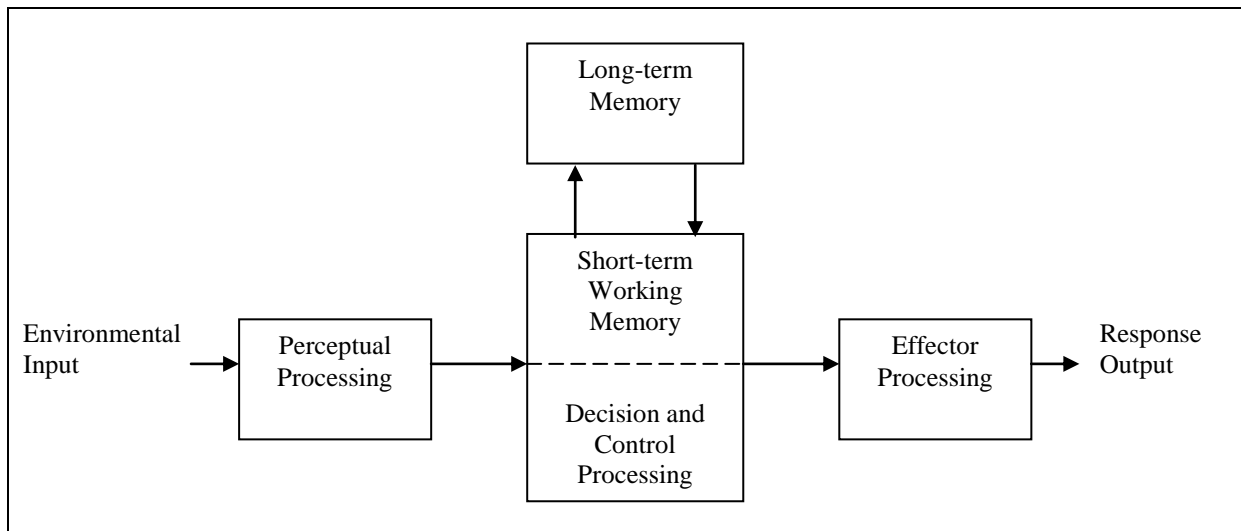 Long-term
Memory
Short-term
Working
Memory
Environmental
Input
Perceptual
Processing
Effector
Processing
Response
Output
Decision and
Control
Processing